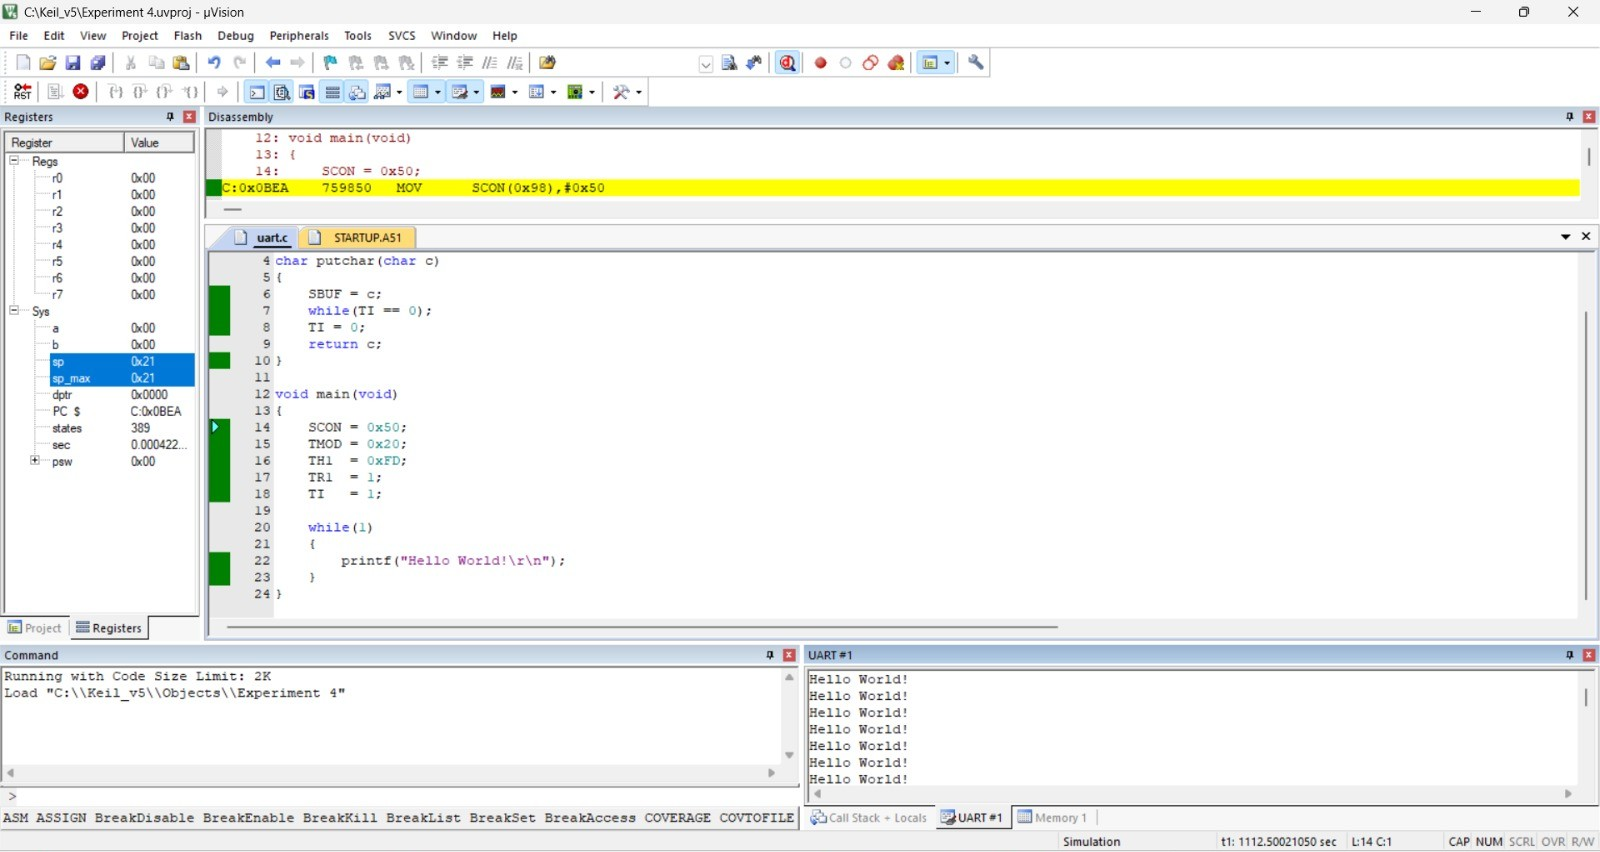 C:\Keil_v5\Experiment 4.uvproj - µVision
File Edit View Project Flash Debug Peripherals Tools SVCS Window Help
RST
Registers
Register Value
Regs
r0 0x00
r1 0x00
r2 0x00
r3 0x00
r4 0x00
r5 0x00
r6 0x00
r7 0x00
Sys
a 0x00
b 0x00
sp 0x21
sp_max 0x21
dptr 0x0000
PC $ C:0x0BEA
states 389
sec 0.000422...
psw 0x00
Project Registers
Disassembly
12: void main(void)
13: {
14: SCON = 0x50;
C:0x0BEA 759850 MOV SCON(0x98),#0x50
uart.c STARTUP.A51
4 char putchar(char c)
5 {
6 SBUF = c;
7 while(TI == 0);
8 TI = 0;
9 return c;
10 }
11
12 void main(void)
13 {
14 SCON = 0x50;
15 TMOD = 0x20;
16 TH1 = 0xFD;
17 TR1 = 1;
18 TI = 1;
19
20 while(1)
21 {
22 printf("Hello World!\r\n");
23 }
24 }
Command
Running with Code Size Limit: 2K
Load "C:\\Keil_v5\\Objects\\Experiment 4"
>
ASM ASSIGN BreakDisable BreakEnable BreakKill BreakList BreakSet BreakAccess COVERAGE COVTOFILE
UART #1
Hello World!
Hello World!
Hello World!
Hello World!
Hello World!
Hello World!
Hello World!
Call Stack + Locals UART #1 Memory 1
Simulation t1: 1112.50021050 sec L:14 C:1 CAP NUM SCRL OVR R/W